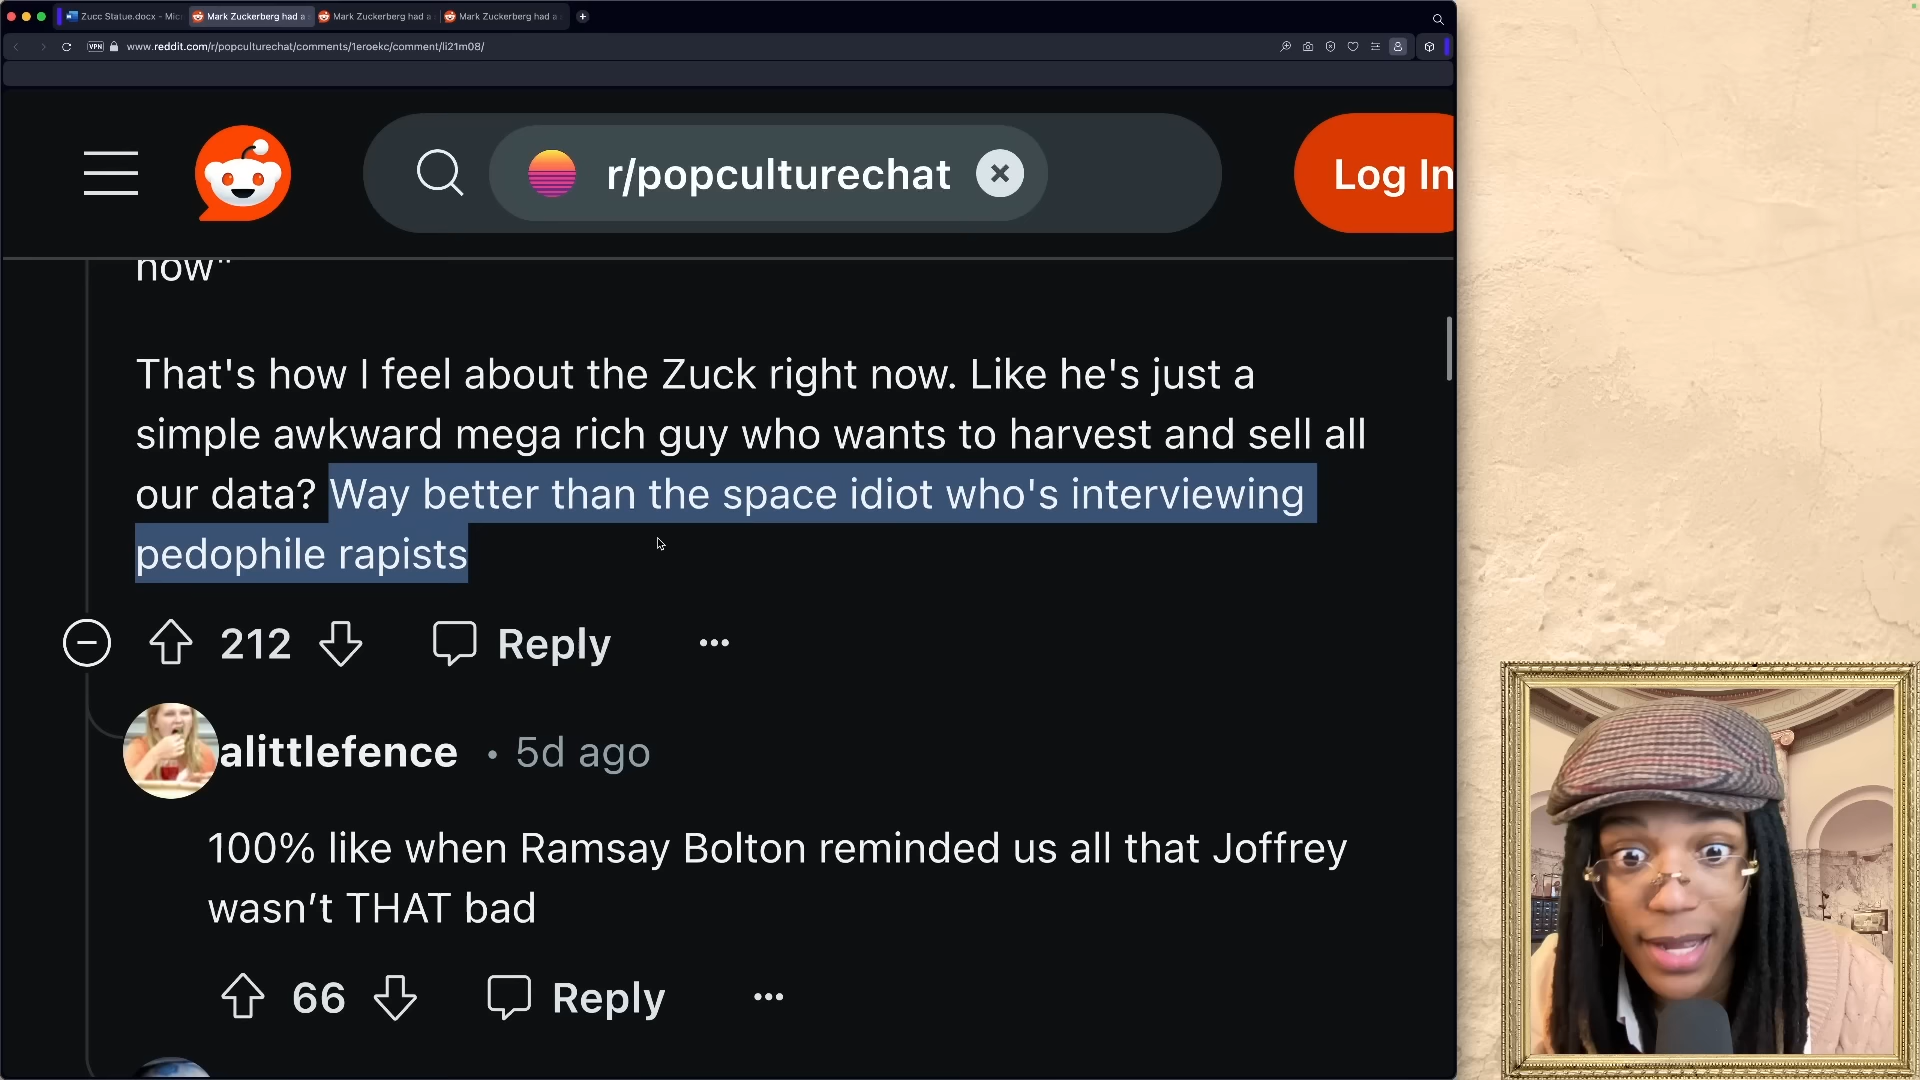 Zucc Statue.docx - Mic
Mark Zuckerberg had a
Mark Zuckerberg had a
Mark Zuckerberg had a
VPN
www.reddit.com/r/popculturechat/comments/1eroekc/comment/li21m08/
r/popculturechat
Log In
now"
That's how I feel about the Zuck right now. Like he's just a
simple awkward mega rich guy who wants to harvest and sell all
our data? Way better than the space idiot who's interviewing
pedophile rapists
212
Reply
alittlefence • 5d ago
100% like when Ramsay Bolton reminded us all that Joffrey
wasn't THAT bad
66
Reply